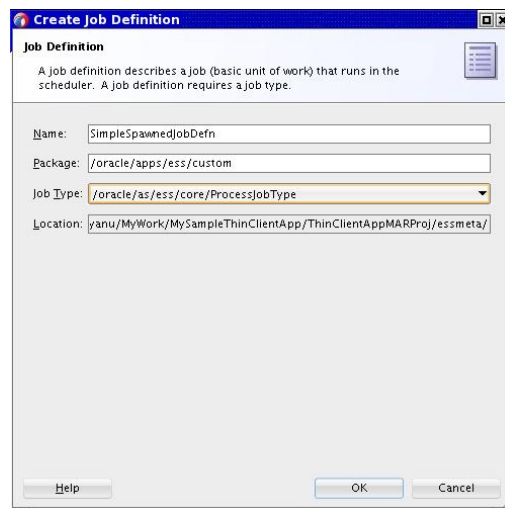 Create Job Definition
Job Definition
A job definition describes a job (basic unit of work) that runs in the
scheduler. A job definition requires a job type.
Name: SimpleSpawnedJobDefn
Package: /oracle/apps/ess/custom
Job Type: /oracle/as/ess/core/ProcessJobType
Location: yanu/MyWork/MySampleThinClientApp/ThinClientAppMARProj/essmeta/
Help OK Cancel